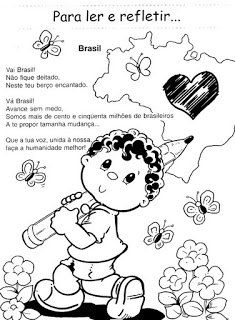 Para ler e refletir...
Brasil
Vai Brasil!
Não fique deitado,
Neste teu berço encantado.
Vá Brasil!
Avance sem medo,
Somos mais de cento e cinqüenta milhões de brasileiros
A te propor tamanha mudança...
Que a tua voz, unida à nossa,
faça a humanidade melhor!